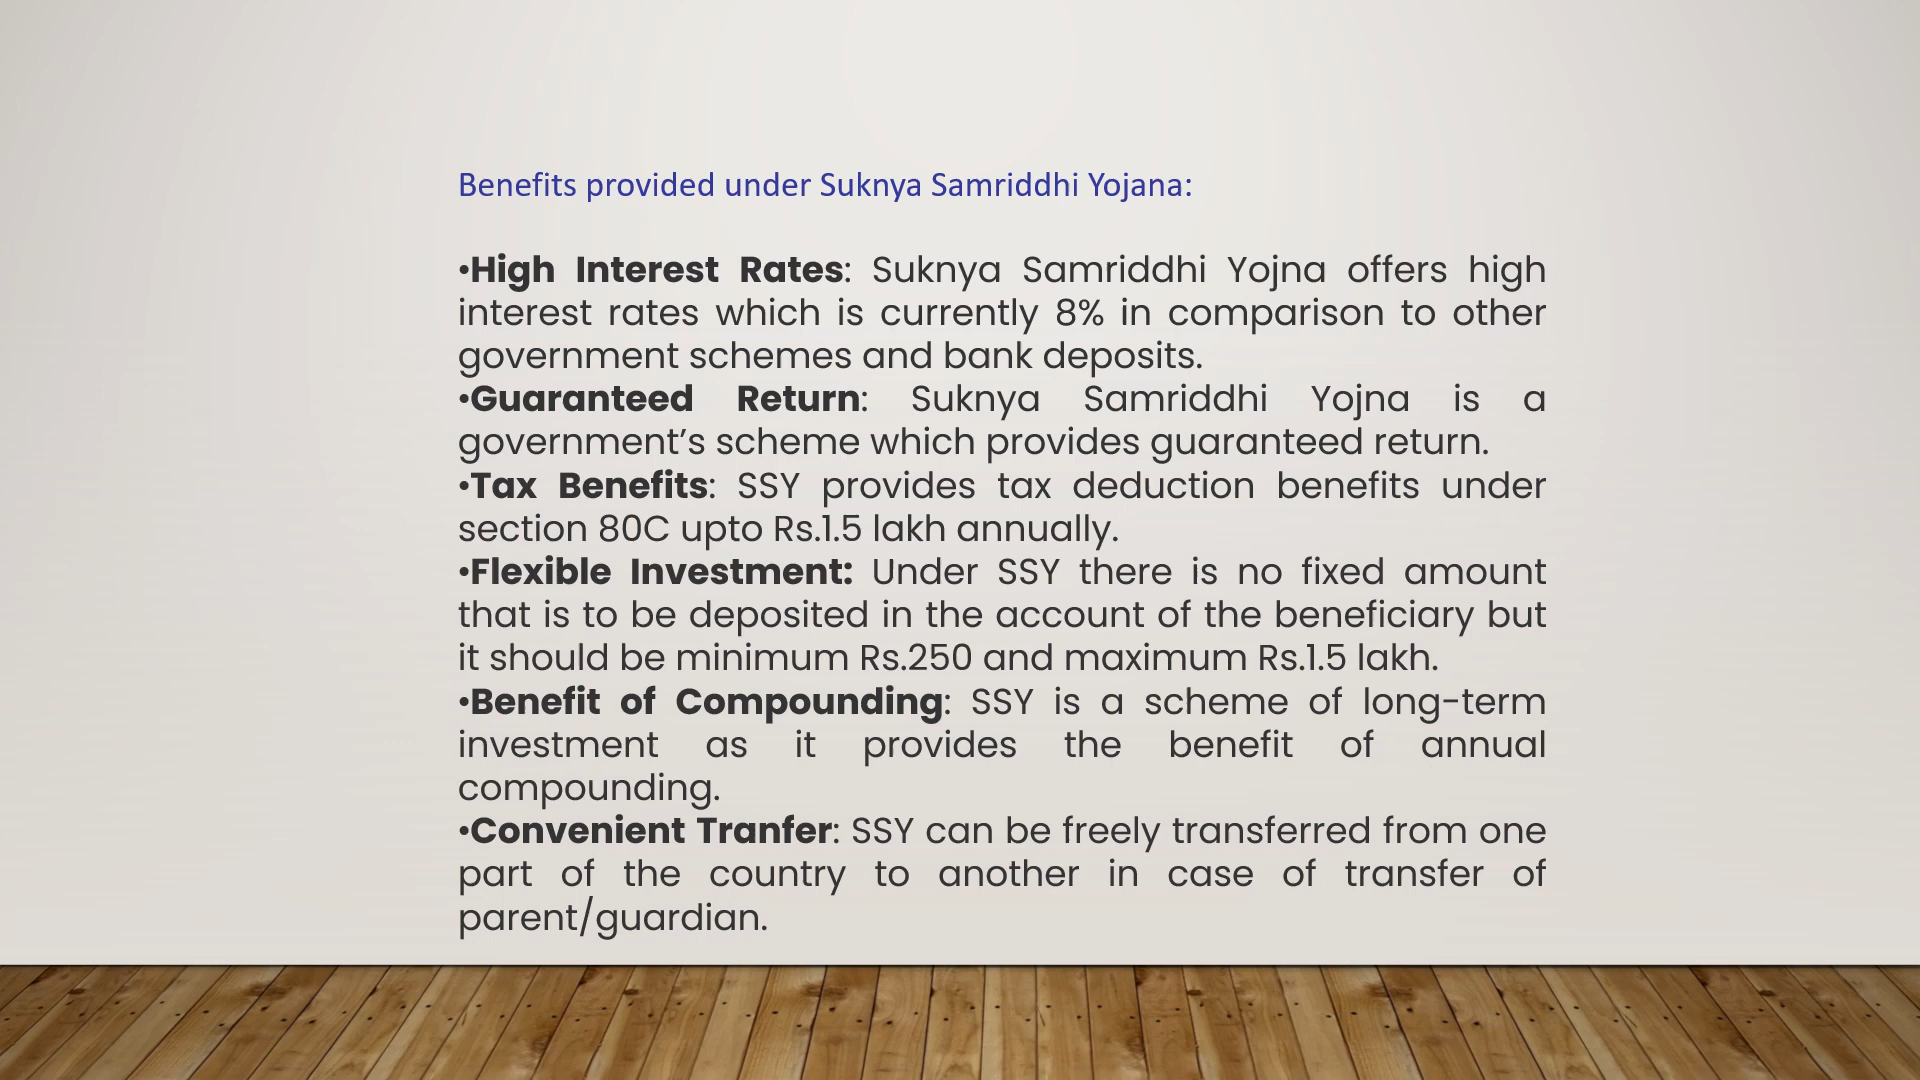 Benefits provided under Suknya Samriddhi Yojana:
•High Interest Rates: Suknya Samriddhi Yojna offers high
interest rates which is currently 8% in comparison to other
government schemes and bank deposits.
•Guaranteed Return: Suknya Samriddhi Yojna is a
government’s scheme which provides guaranteed return.
•Tax Benefits: SSY provides tax deduction benefits under
section 80C upto Rs.1.5 lakh annually.
•Flexible Investment: Under SSY there is no fixed amount
that is to be deposited in the account of the beneficiary but
it should be minimum Rs.250 and maximum Rs.1.5 lakh.
•Benefit of Compounding: SSY is a scheme of long-term
investment as it provides the benefit of annual
compounding.
•Convenient Tranfer: SSY can be freely transferred from one
part of the country to another in case of transfer of
parent/guardian.